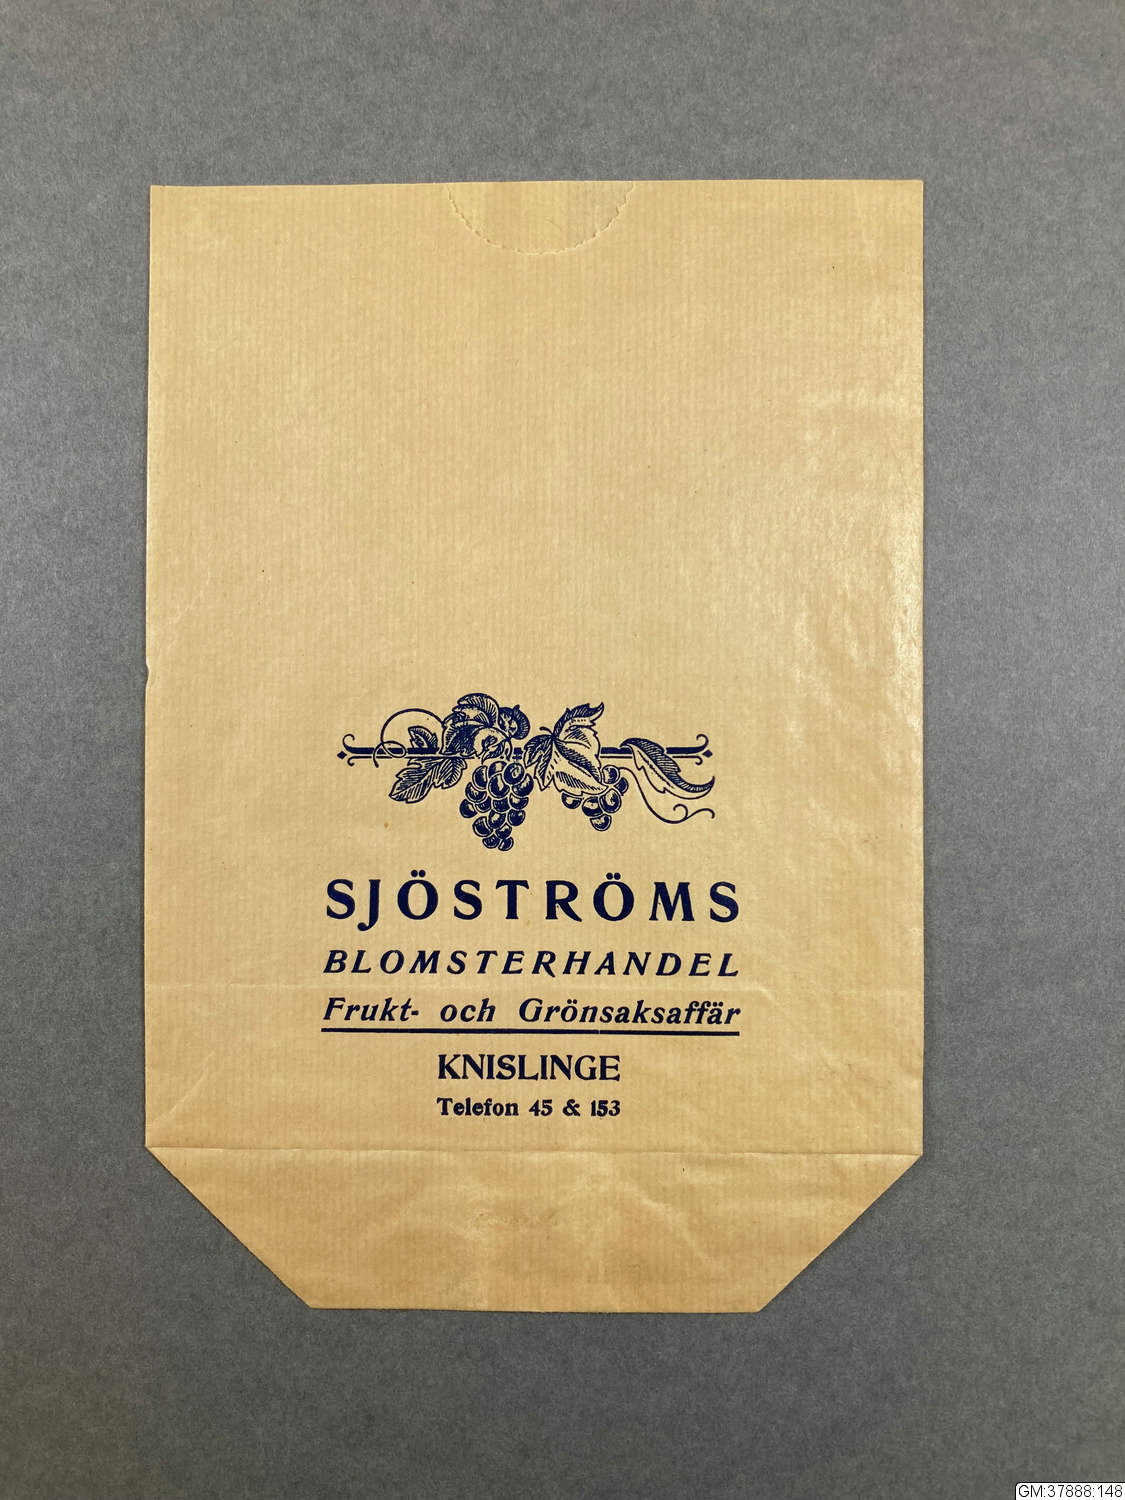 SJÖSTRÖMS
BLOMSTERHANDEL
Frukt- och Grönsaksaffär
KNISLINGE
Telefon 45 & 153
GM:37888:148